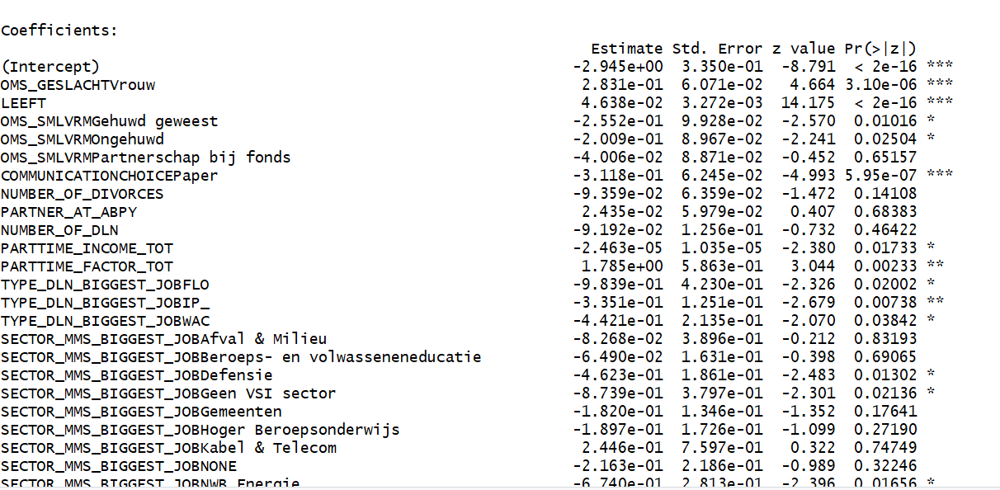 Coefficients:
Estimate Std. Error z value Pr(>|z|)
(Intercept) -2.945e+00 3.350e-01 -8.791 < 2e-16 ***
OMS_GESLACHTVrouw 2.831e-01 6.071e-02 4.664 3.10e-06 ***
LEEFT 4.638e-02 3.272e-03 14.175 < 2e-16 ***
OMS_SMLVRMGehuwd geweest -2.552e-01 9.928e-02 -2.570 0.01016 *
OMS_SMLVRMOngehuwd -2.009e-01 8.967e-02 -2.241 0.02504 *
OMS_SMLVRMPartnerschap bij fonds -4.006e-02 8.871e-02 -0.452 0.65157
COMMUNICATIONCHOICEPaper -3.118e-01 6.245e-02 -4.993 5.95e-07 ***
NUMBER_OF_DIVORCES -9.359e-02 6.359e-02 -1.472 0.14108
PARTNER_AT_ABPY 2.435e-02 5.979e-02 0.407 0.68383
NUMBER_OF_DLN -9.192e-02 1.256e-01 -0.732 0.46422
PARTTIME_INCOME_TOT -2.463e-05 1.035e-05 -2.380 0.01733 *
PARTTIME_FACTOR_TOT 1.785e+00 5.863e-01 3.044 0.00233 **
TYPE_DLN_BIGGEST_JOBFLO -9.839e-01 4.230e-01 -2.326 0.02002 *
TYPE_DLN_BIGGEST_JOBIP_ -3.351e-01 1.251e-01 -2.679 0.00738 **
TYPE_DLN_BIGGEST_JOBWAC -4.421e-01 2.135e-01 -2.070 0.03842 *
SECTOR_MMS_BIGGEST_JOBAfval & Milieu -8.268e-02 3.896e-01 -0.212 0.83193
SECTOR_MMS_BIGGEST_JOBBeroeps- en volwasseneneducatie -6.490e-02 1.631e-01 -0.398 0.69065
SECTOR_MMS_BIGGEST_JOBDefensie -4.623e-01 1.861e-01 -2.483 0.01302 *
SECTOR_MMS_BIGGEST_JOBGeen VSI sector -8.739e-01 3.797e-01 -2.301 0.02136 *
SECTOR_MMS_BIGGEST_JOBGemeenten -1.820e-01 1.346e-01 -1.352 0.17641
SECTOR_MMS_BIGGEST_JOBHoger Beroepsonderwijs -1.897e-01 1.726e-01 -1.099 0.27190
SECTOR_MMS_BIGGEST_JOBKabel & Telecom 2.446e-01 7.597e-01 0.322 0.74749
SECTOR_MMS_BIGGEST_JOBNONE -2.163e-01 2.186e-01 -0.989 0.32246
SECTOR_MMS_BIGGEST_JOBNWB Energie -6.740e-01 2.813e-01 -2.396 0.01656 *